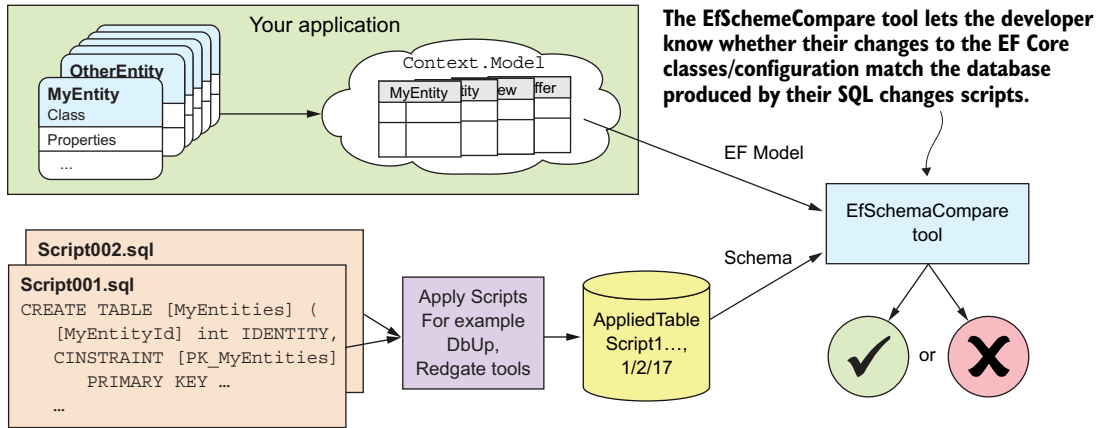 Your application
OtherEntity
MyEntity
Class
Properties
...
Context.Model
MyEntity
tity
ew
ffer
The EfSchemeCompare tool lets the developer
know whether their changes to the EF Core
classes/configuration match the database
produced by their SQL changes scripts.
EF Model
EfSchemaCompare
tool
Schema
Script002.sql
Script001.sql
CREATE TABLE [MyEntities] (
[MyEntityId] int IDENTITY,
CINSTRAINT [PK_MyEntities]
PRIMARY KEY …
…
Apply Scripts
For example
DbUp,
Redgate tools
AppliedTable
Script1…,
1/2/17
or